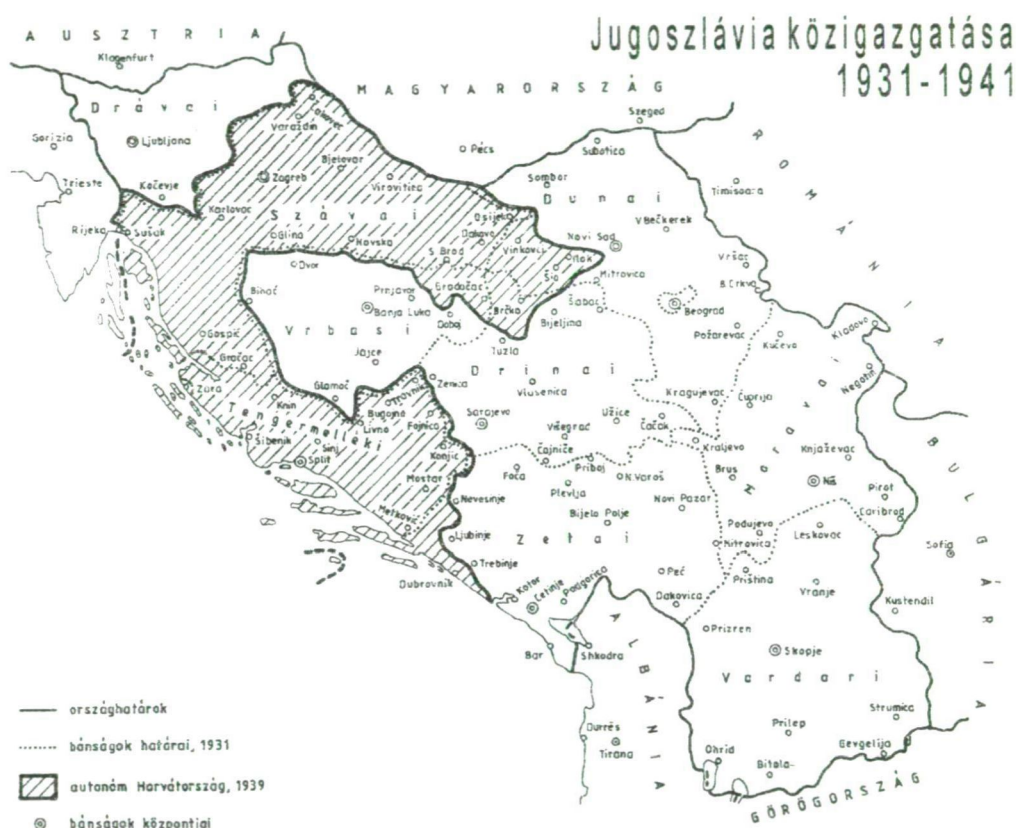 Jugoszlávia közigazgatása
1931-1941
AUSZTRIA
Klagenfurt
MAGYARORSZÁG
Szeged
Drávai
Čakovec
Varaždin
Gorizia
Ljubljana
Pécs
Subotica
ROMÁNIA
Bjelovar
Sombor
Timisoara
Trieste
Kočevje
Zagreb
Virovitica
Dunai
Karlovac
Szávai
Osijek
V.Bečkerek
Rijeka
Sušak
Glina
Novska
Đakovo
Vinkovci
Novi Sad
S.Brod
Ilok
Vršac
Dvor
Šid
Mitrovica
B.Crkva
Bihać
Prnjavor
Gradačac
Banja Luka
Brčko
Šabac
Beograd
Doboj
Bijeljina
Požarevac
Kladovo
Vrbasi
Gospić
Tuzla
Kučevo
Jajce
Gračac
Drinai
Negotin
Zara
Glamoč
Zenica
Vlasenica
Knin
Travnik
Kragujevac
Ćuprija
Bugojno
Tengermelléki
Livno
Fojnica
Sarajevo
Užice
Čačak
Moravai
Šibenik
Sinj
Višegrad
Kraljevo
Split
Konjic
Čajniče
Knjaževac
BULGÁRIA
Foča
Priboj
Brus
Mostar
N.Varoš
Niš
Plevlja
Pirot
Nevesinje
Novi Pazar
Caribrod
Metković
Bijelo Polje
Podujevo
Ljubinje
Zetai
Mitrovica
Leskovac
Sofia
Trebinje
Peć
Priština
Dubrovnik
Kotor
Cetinje
Podgorica
Vranje
Đakovica
Kustendil
Prizren
ALBÁNIA
Bar
Shkodra
Skopje
Vardari
Strumica
Durrës
Tirana
Prilep
Ohrid
Gevgelija
Bitola
GÖRÖGORSZÁG
országhatárok
bánságok határai, 1931
autonóm Horvátország, 1939
bánságok központjai